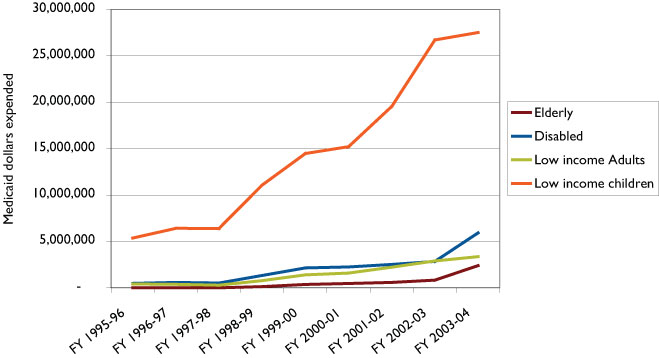 30,000,000
25,000,000
20,000,000
15,000,000
10,000,000
5,000,000
-
Medicaid dollars expended
FY 1995-96
FY 1996-97
FY 1997-98
FY 1998-99
FY 1999-00
FY 2000-01
FY 2001-02
FY 2002-03
FY 2003-04
Elderly
Disabled
Low income Adults
Low income children